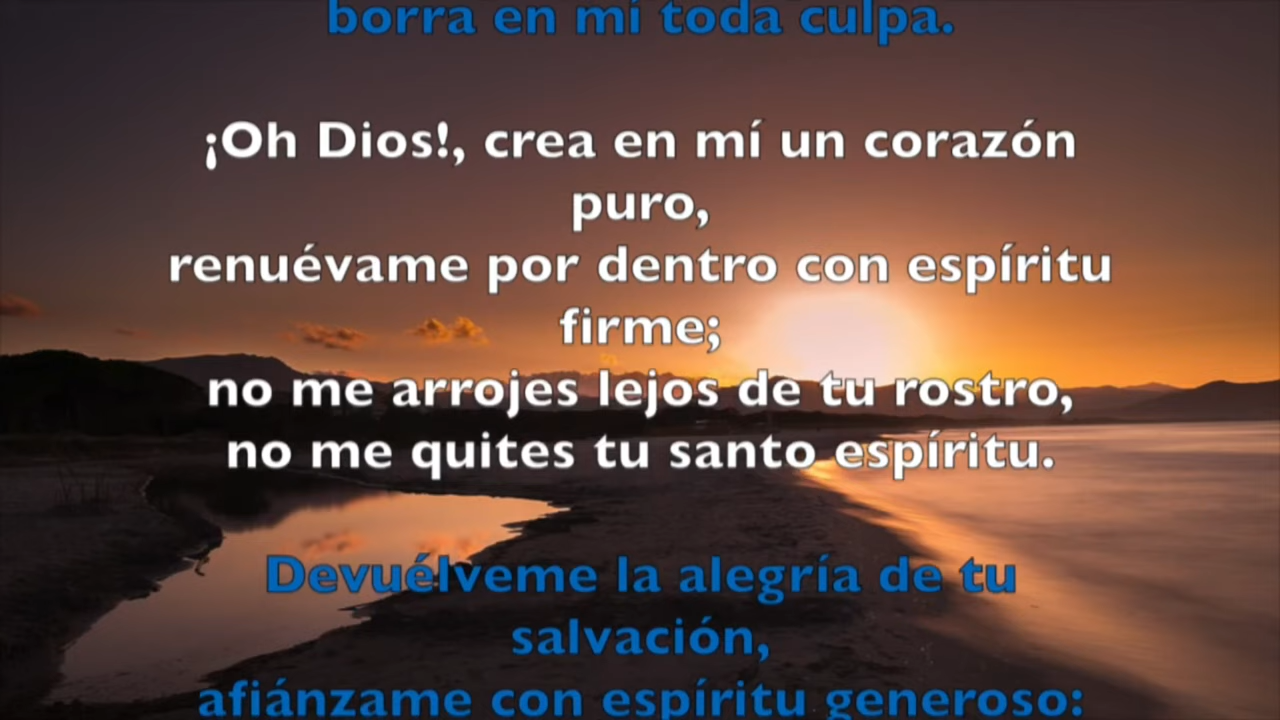 borra en mí toda culpa.
¡Oh Dios!, crea en mí un corazón
puro,
renuévame por dentro con espíritu
firme;
no me arrojes lejos de tu rostro,
no me quites tu santo espíritu.
Devuélveme la alegría de tu
salvación,
afiánzame con espíritu generoso: